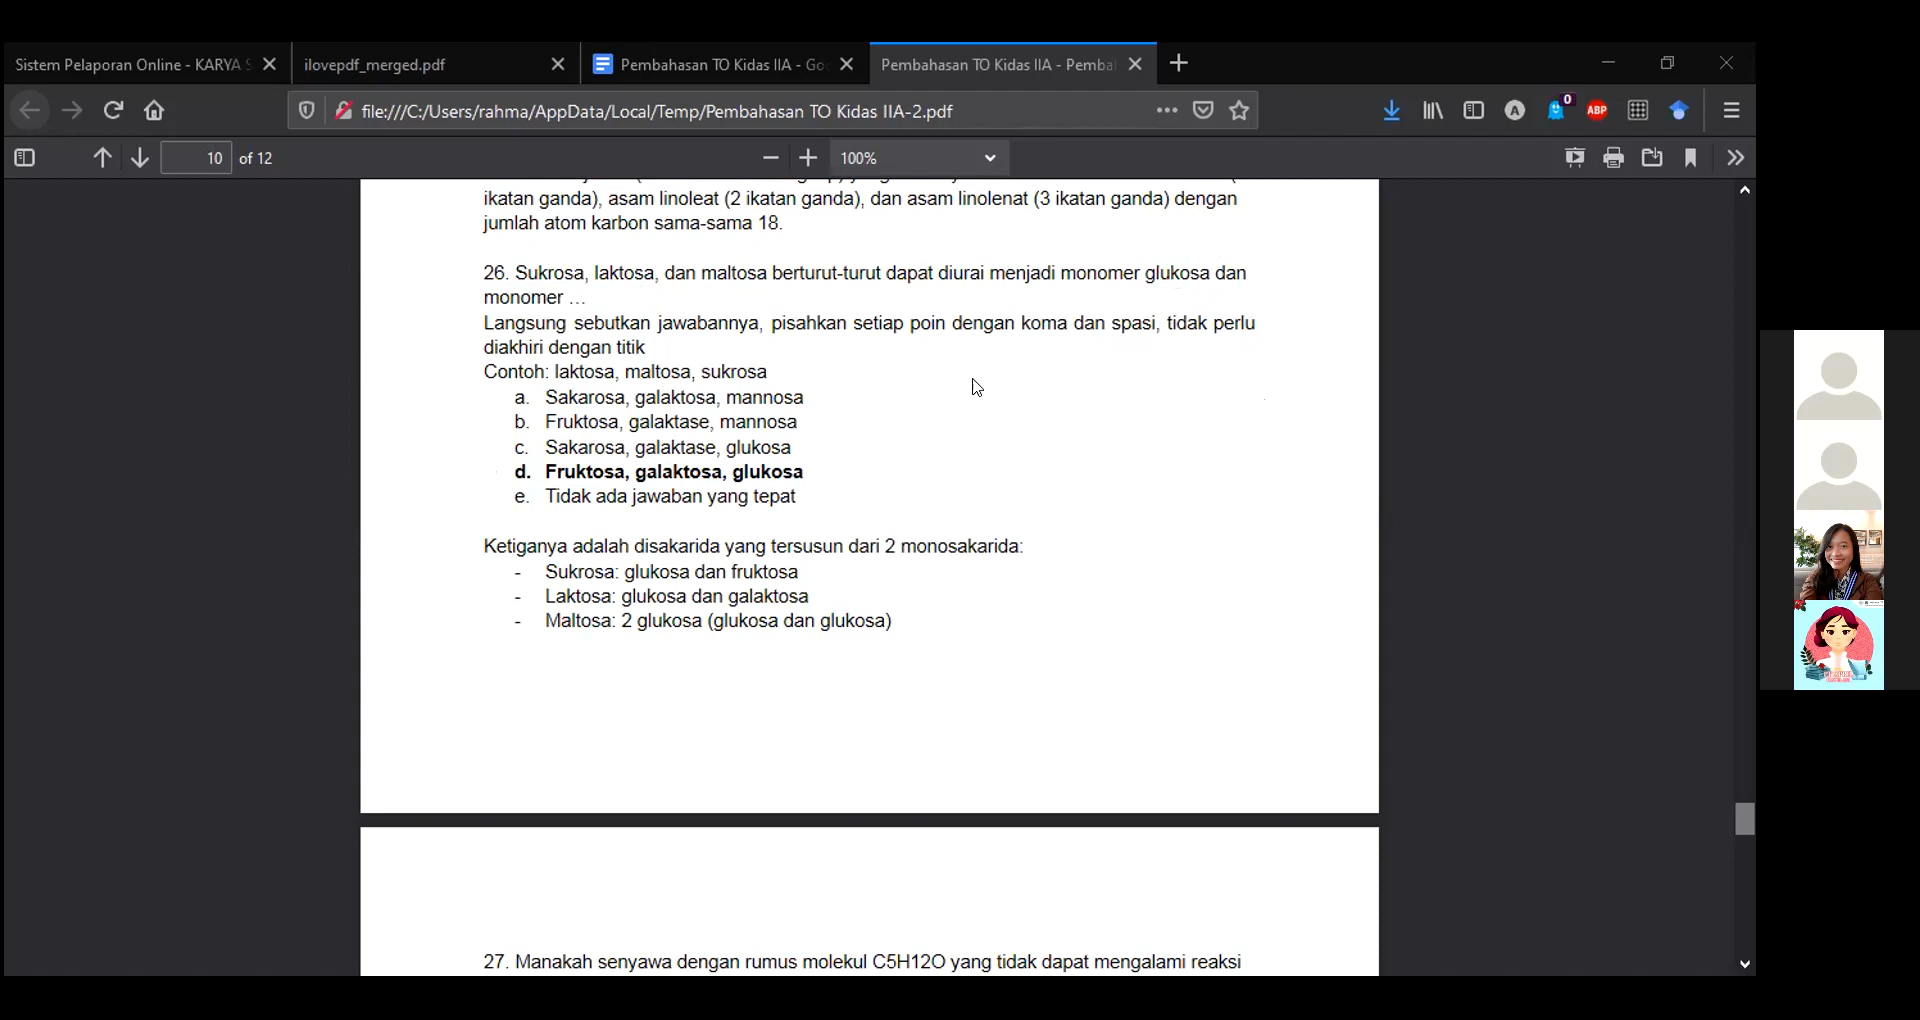 Sistem Pelaporan Online - KARYA S
ilovepdf_merged.pdf
Pembahasan TO Kidas IIA - Goo
Pembahasan TO Kidas IIA - Pemba
file:///C:/Users/rahma/AppData/Local/Temp/Pembahasan TO Kidas IIA-2.pdf
0
ABP
10 of 12
100%
ikatan ganda), asam linoleat (2 ikatan ganda), dan asam linolenat (3 ikatan ganda) dengan
jumlah atom karbon sama-sama 18.
26. Sukrosa, laktosa, dan maltosa berturut-turut dapat diurai menjadi monomer glukosa dan
monomer …
Langsung sebutkan jawabannya, pisahkan setiap poin dengan koma dan spasi, tidak perlu
diakhiri dengan titik
Contoh: laktosa, maltosa, sukrosa
a. Sakarosa, galaktosa, mannosa
b. Fruktosa, galaktase, mannosa
c. Sakarosa, galaktase, glukosa
d. Fruktosa, galaktosa, glukosa
e. Tidak ada jawaban yang tepat
Ketiganya adalah disakarida yang tersusun dari 2 monosakarida:
- Sukrosa: glukosa dan fruktosa
- Laktosa: glukosa dan galaktosa
- Maltosa: 2 glukosa (glukosa dan glukosa)
27. Manakah senyawa dengan rumus molekul C5H12O yang tidak dapat mengalami reaksi